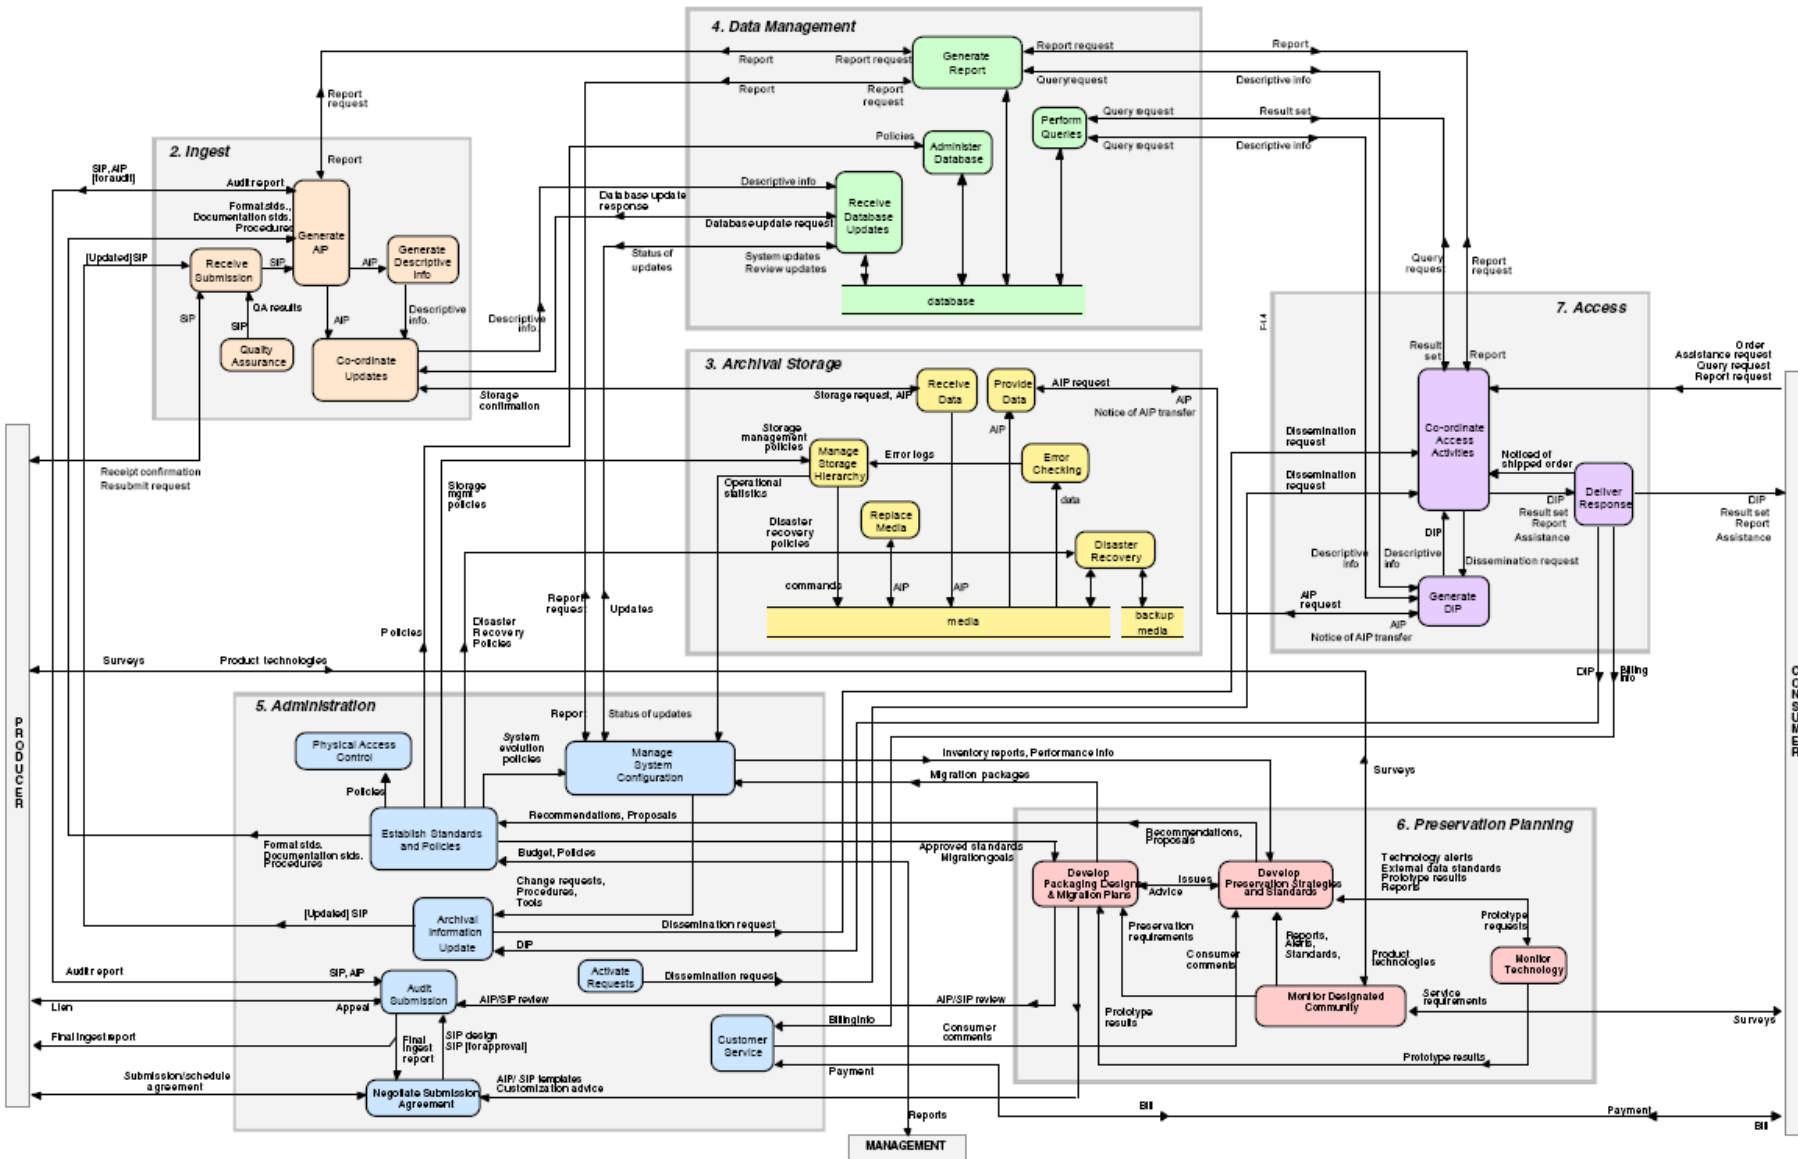 4. Data Management
Generate
Report
Report request
Report
Report
Report request
Queryrequest
Descriptive info
Report
Report
request
Report
request
Perform
Queries
Query request
Result set
Query request
Descriptive info
Policies
Administer
Database
2. Ingest
Report
SIP, AIP
[for audit]
Audit report
Format stds.,
Documentation stds.
Procedures
Generate
AIP
Descriptive info
Database update
response
Database update request
Receive
Database
Updates
Status of
updates
System updates
Review updates
database
[Updated] SIP
Receive
Submission
SIP
AIP
Generate
Descriptive
Info
SIP
QA results
SIP
AIP
Descriptive
info.
Descriptive
info.
Quality
Assurance
Co-ordinate
Updates
Query
request
Report
request
F-1.4
7. Access
3. Archival Storage
Receive
Data
Provide
Data
AIP request
AIP
Notice of AIP transfer
Storage
confirmation
Storage request, AIP
Result
set
Report
Order
Assistance request
Query request
Report request
Storage
management
policies
Manage
Storage
Hierarchy
Error logs
Error
Checking
AIP
Operational
statistics
data
Dissemination
request
Co-ordinate
Access
Activities
Noticed of
shipped order
Dissemination
request
Deliver
Response
DIP
Result set
Report
Assistance
DIP
Result set
Report
Assistance
Receipt confirmation
Resubmit request
Storage
mgmt
policies
Replace
Media
Disaster
recovery
policies
Disaster
Recovery
DIP
Descriptive
info
Descriptive
info
Dissemination request
commands
AIP
AIP
media
backup
media
Generate
DIP
AIP
request
AIP
Notice of AIP transfer
Report
request
Updates
Policies
Disaster
Recovery
Policies
Surveys
Product technologies
DIP
Billing
info
PRODUCER
CONSUMER
5. Administration
Report
Status of updates
Physical Access
Control
System
evolution
policies
Manage
System
Configuration
Inventory reports, Performance info
Migration packages
Surveys
Policies
Establish Standards
and Policies
Recommendations, Proposals
Format stds.
Documentation stds.
Procedures
Budget, Policies
Approved standards
Migration goals
6. Preservation Planning
Recommendations,
Proposals
Technology alerts
External data standards
Prototype results
Reports
Develop
Packaging Design
& Migration Plans
Issues
Advice
Develop
Preservation Strategies
and Standards
Change requests,
Procedures,
Tools
[Updated] SIP
Archival
Information
Update
Dissemination request
DIP
Preservation
requirements
Consumer
comments
Reports,
Alerts,
Standards,
Product
technologies
Prototype
requests
Monitor
Technology
Audit report
SIP, AIP
Audit
Submission
Activate
Requests
Dissemination request
Lien
Appeal
AIP/SIP review
AIP/SIP review
Monitor Designated
Community
Service
requirements
Surveys
Prototype
results
Billing info
Customer
Service
Consumer
comments
Final ingest report
Final
ingest
report
SIP design
SIP [for approval]
Prototype results
Payment
Submission/schedule
agreement
Negotiate Submission
Agreement
AIP/ SIP templates
Customization advice
Reports
Bill
Payment
Bill
MANAGEMENT